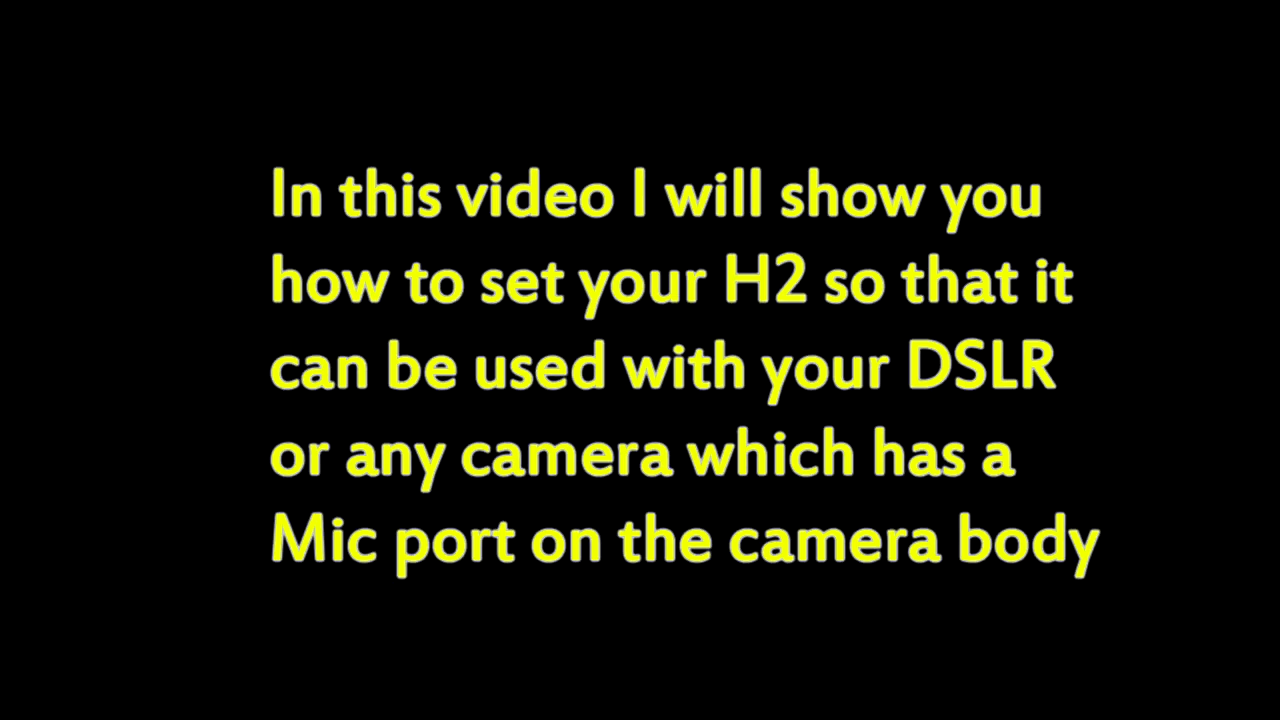 In this video I will show you
how to set your H2 so that it
can be used with your DSLR
or any camera which has a
Mic port on the camera body